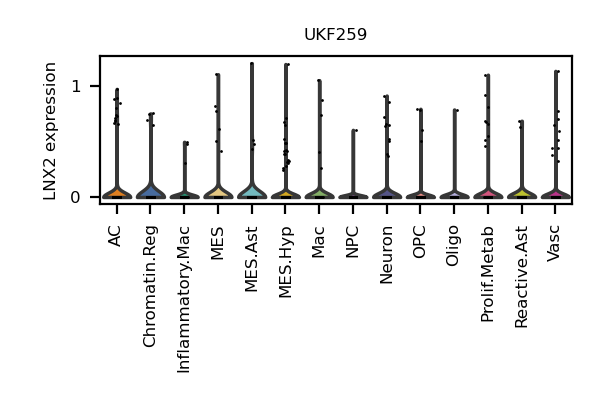 UKF259
LNX2 expression
1
0
AC
Chromatin.Reg
Inflammatory.Mac
MES
MES.Ast
MES.Hyp
Mac
NPC
Neuron
OPC
Oligo
Prolif.Metab
Reactive.Ast
Vasc